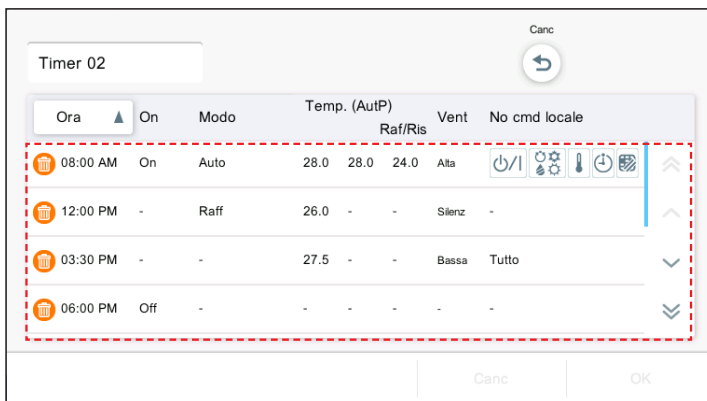 Canc
Timer 02
Ora On Modo Temp. (AutP) Raf/Ris Vent No cmd locale
08:00 AM On Auto 28.0 28.0 24.0 Alta
12:00 PM - Raff 26.0 - - Silenz -
03:30 PM - - 27.5 - - Bassa Tutto
06:00 PM Off - - - - - -
Canc OK